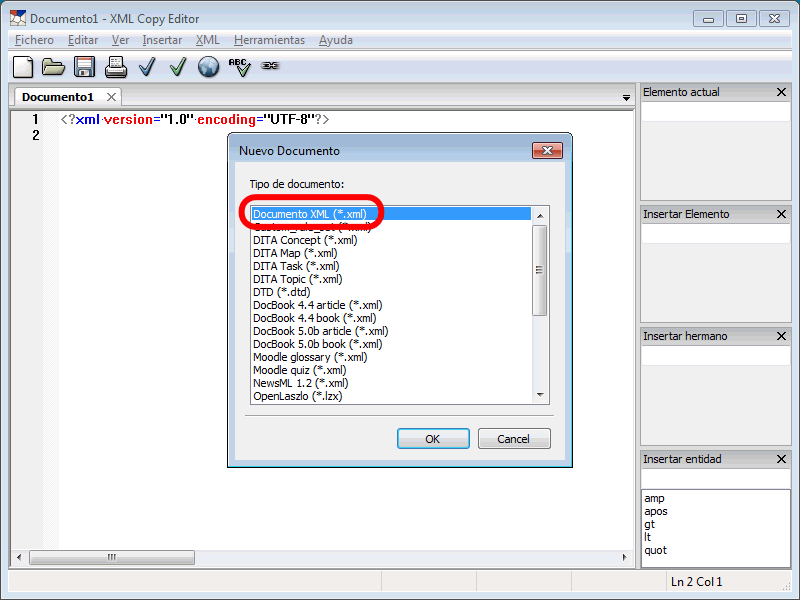 Documento1 - XML Copy Editor
Fichero Editar Ver Insertar XML Herramientas Ayuda
ABC
Documento1
1 <?xml version="1.0" encoding="UTF-8"?>
2
Nuevo Documento
Tipo de documento:
Documento XML (*.xml)
Custom_rule_set (*.xml)
DITA Concept (*.xml)
DITA Map (*.xml)
DITA Task (*.xml)
DITA Topic (*.xml)
DTD (*.dtd)
DocBook 4.4 article (*.xml)
DocBook 4.4 book (*.xml)
DocBook 5.0b article (*.xml)
DocBook 5.0b book (*.xml)
Moodle glossary (*.xml)
Moodle quiz (*.xml)
NewsML 1.2 (*.xml)
OpenLaszlo (*.lzx)
OK Cancel
Elemento actual
Insertar Elemento
Insertar hermano
Insertar entidad
amp
apos
gt
lt
quot
Ln 2 Col 1